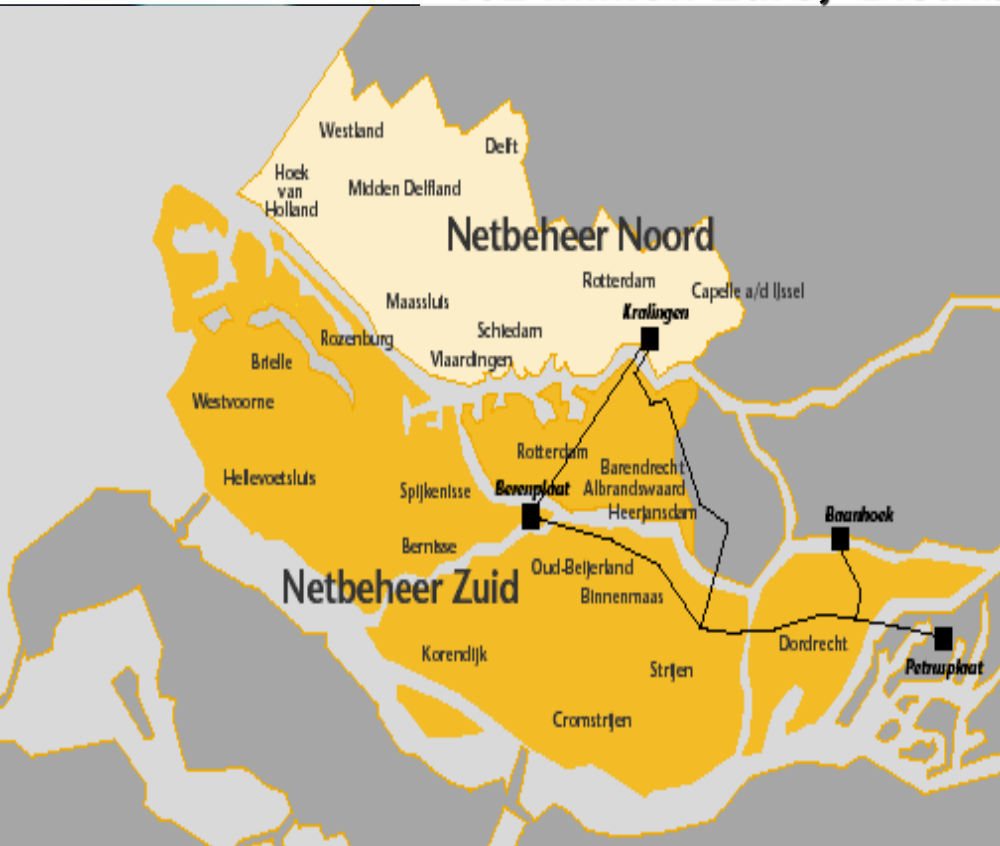 Westland
Delft
Hoek
van
Holland
Midden Delfland
Netbeheer Noord
Rotterdam
Capelle a/d IJssel
Maassluis
Kralingen
Schiedam
Rozenburg
Vlaardingen
Brielle
Westvoorne
Rotterdam
Barendrecht
Hellevoetsluis
Spijkenisse
Berenplaat
Albrandswaard
Heerjansdam
Baanhoek
Bernisse
Oud-Beijerland
Netbeheer Zuid
Binnenmaas
Dordrecht
Korendijk
Strijen
Petrusplaat
Cromstrijen